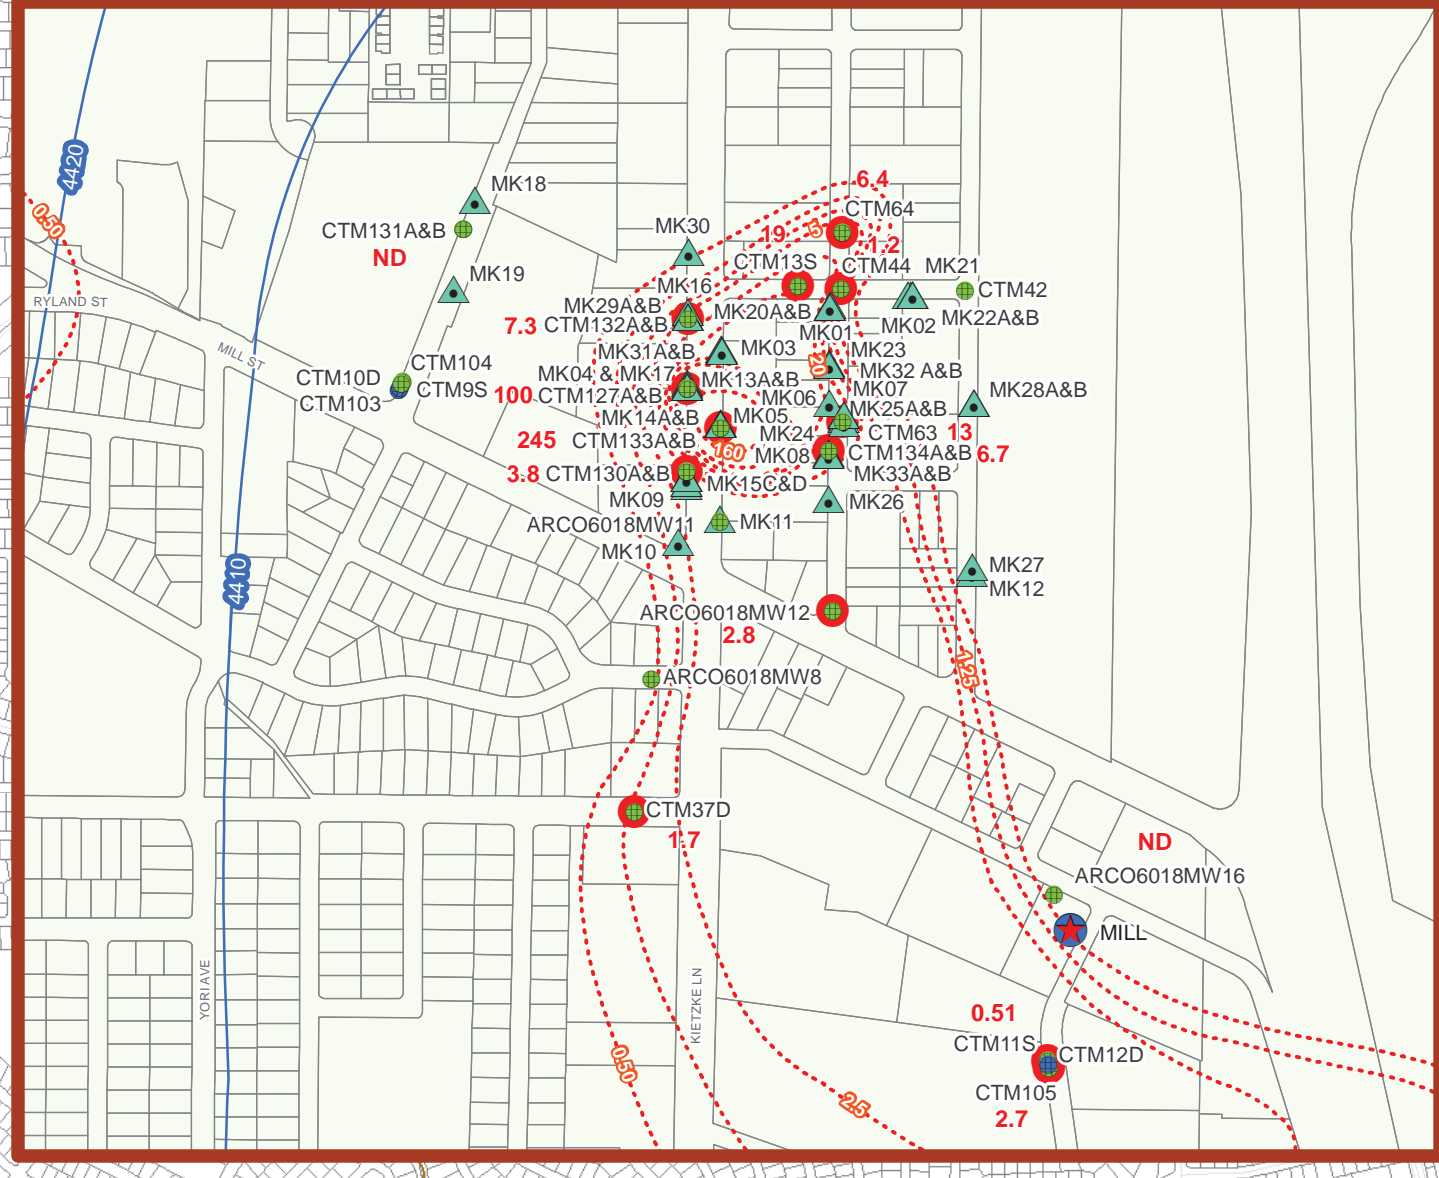 6.4
4420
MK18
0.50
CTM64
CTM131A&B
MK30
19
5
1.2
ND
CTM13S
CTM44
MK21
MK19
MK16
CTM42
RYLAND ST
MK29A&B
MK20A&B
MK22A&B
7.3
CTM132A&B
MK01
MK02
MILL ST
MK31A&B
MK03
MK23
CTM104
20
MK32 A&B
CTM10D
MK04 & MK17
MK13A&B
MK07
CTM9S
100
CTM127A&B
MK06
MK28A&B
CTM103
MK14A&B
MK05
MK25A&B
245
CTM133A&B
MK24
CTM63
13
160
MK08
CTM134A&B
6.7
3.8
CTM130A&B
MK15C&D
MK33A&B
MK09
MK26
ARCO6018MW11
MK11
MK10
4410
MK27
MK12
ARCO6018MW12
2.8
1.25
ARCO6018MW8
CTM37D
1.7
ND
ARCO6018MW16
MILL
YORI AVE
KIETZKE LN
0.51
CTM11S
CTM12D
0.50
CTM105
2.5
2.7